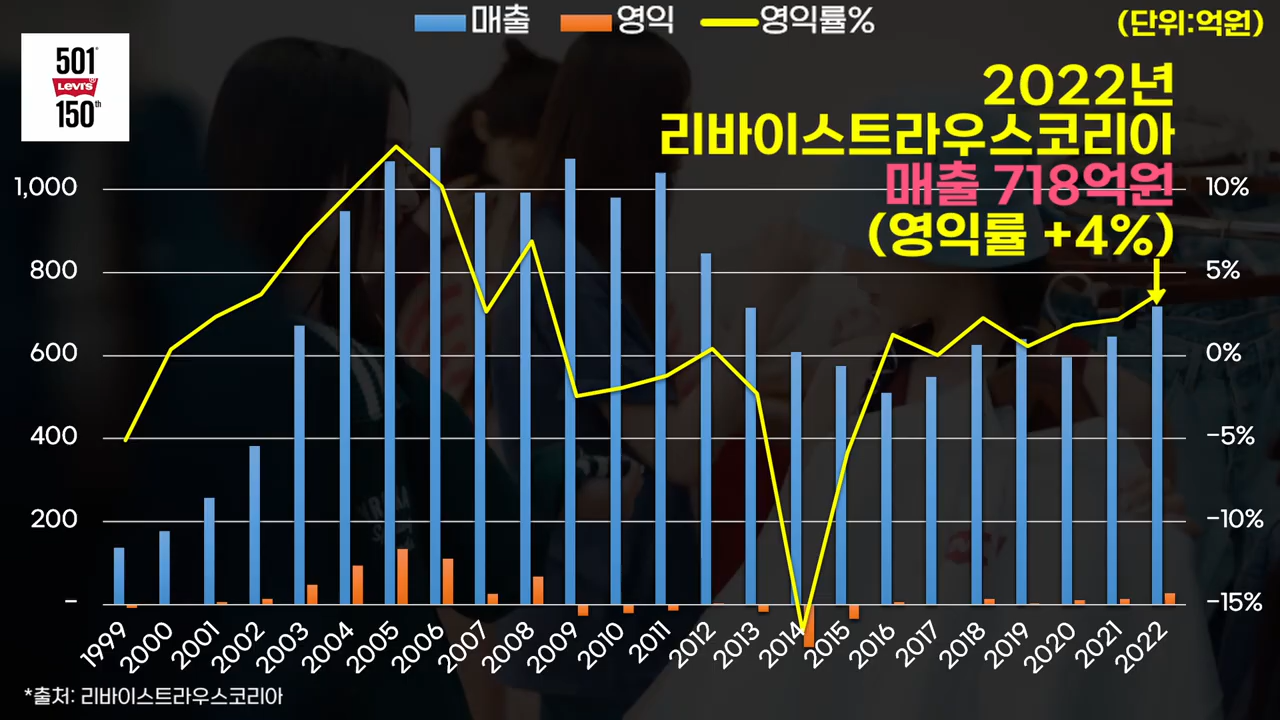 매출 영익 영익률%
(단위:억원)
501®
Levi's®
150th
2022년
리바이스트라우스코리아
매출 718억원
(영익률 +4%)
1,000 10%
800 5%
600 0%
400 -5%
200 -10%
- -15%
1999 2000 2001 2002 2003 2004 2005 2006 2007 2008 2009 2010 2011 2012 2013 2014 2015 2016 2017 2018 2019 2020 2021 2022
*출처: 리바이스트라우스코리아